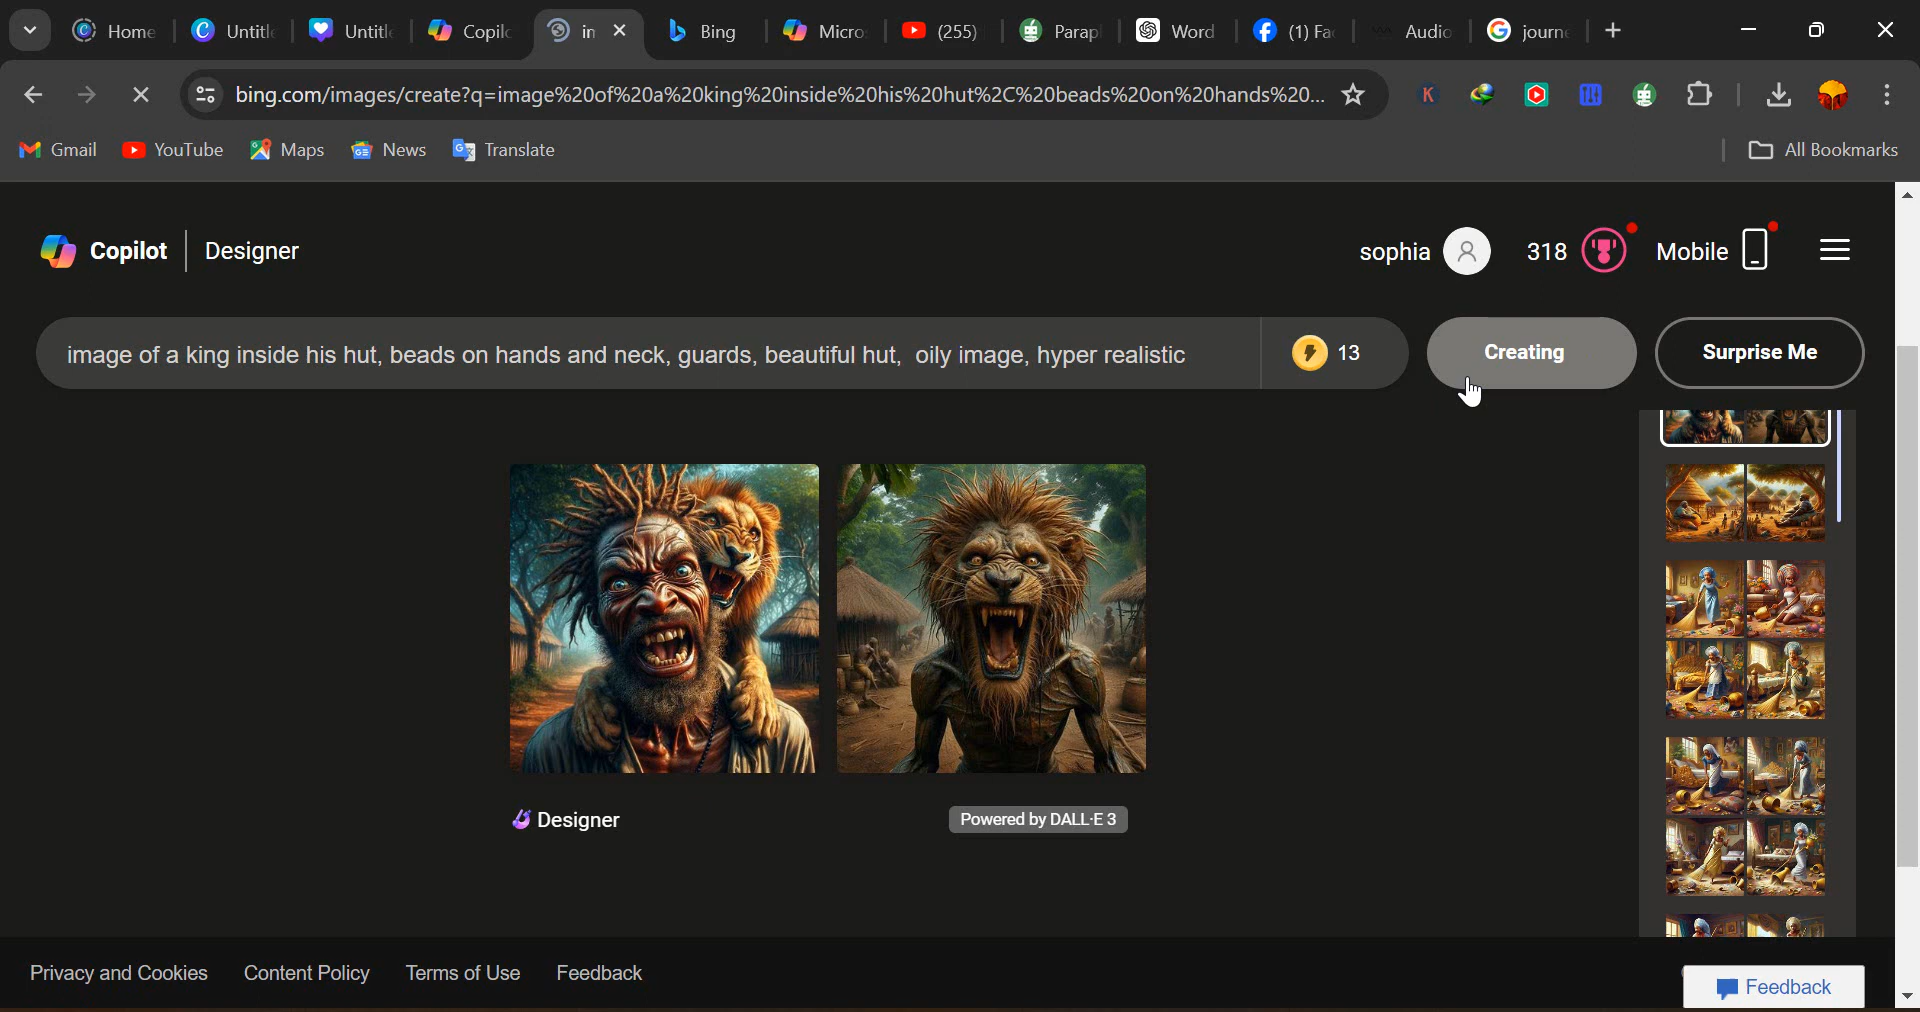 Home
Untitl
Untitl
Copil
in
Bing
Micro
(255)
Parap
Word
(1) Fa
Audio
journe
bing.com/images/create?q=image%20of%20a%20king%20inside%20his%20hut%2C%20beads%20on%20hands%20...
Gmail
YouTube
Maps
News
Translate
All Bookmarks
Copilot
Designer
sophia
318
Mobile
image of a king inside his hut, beads on hands and neck, guards, beautiful hut, oily image, hyper realistic
13
Creating
Surprise Me
Designer
Powered by DALL·E 3
Privacy and Cookies
Content Policy
Terms of Use
Feedback
Feedback